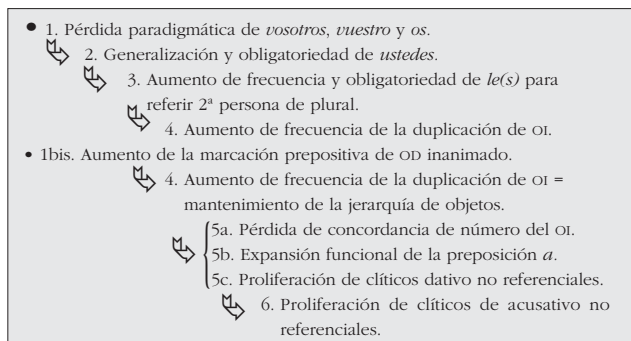 • 1. Pérdida paradigmática de vosotros, vuestro y os.
2. Generalización y obligatoriedad de ustedes.
3. Aumento de frecuencia y obligatoriedad de le(s) para
referir 2ª persona de plural.
4. Aumento de frecuencia de la duplicación de OI.
• 1bis. Aumento de la marcación prepositiva de OD inanimado.
4. Aumento de frecuencia de la duplicación de OI =
mantenimiento de la jerarquía de objetos.
5a. Pérdida de concordancia de número del OI.
5b. Expansión funcional de la preposición a.
5c. Proliferación de clíticos dativo no referenciales.
6. Proliferación de clíticos de acusativo no
referenciales.